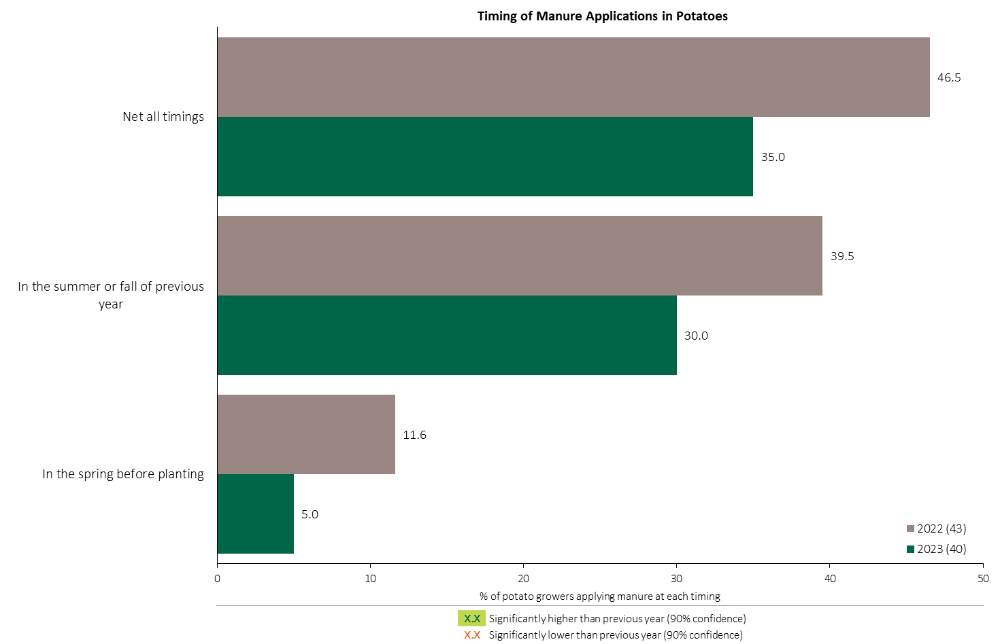 Timing of Manure Applications in Potatoes
46.5
Net all timings
35.0
39.5
In the summer or fall of previous
year
30.0
11.6
In the spring before planting
5.0
2022 (43)
2023 (40)
0 10 20 30 40 50
% of potato growers applying manure at each timing
X.X Significantly higher than previous year (90% confidence)
X.X Significantly lower than previous year (90% confidence)